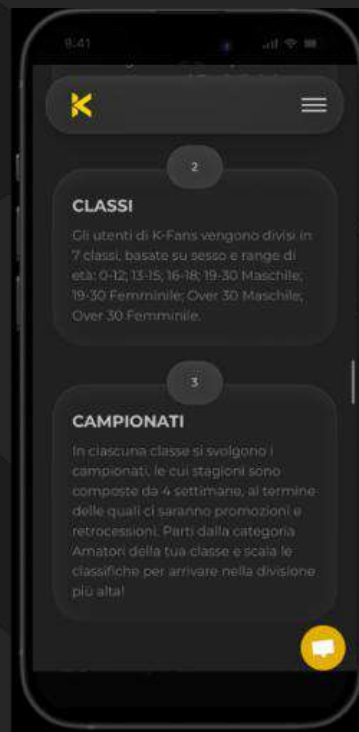 9:41
2
CLASSI
Gli utenti di K-Fans vengono divisi in
7 classi, basate su sesso e range di
età: 0-12; 13-15; 16-18; 19-30 Maschile;
19-30 Femminile; Over 30 Maschile;
Over 30 Femminile.
3
CAMPIONATI
In ciascuna classe si svolgono i
campionati, le cui stagioni sono
composte da 4 settimane, al termine
delle quali ci saranno promozioni e
retrocessioni. Parti dalla categoria
Amatori della tua classe e scala le
classifiche per arrivare nella divisione
più alta!